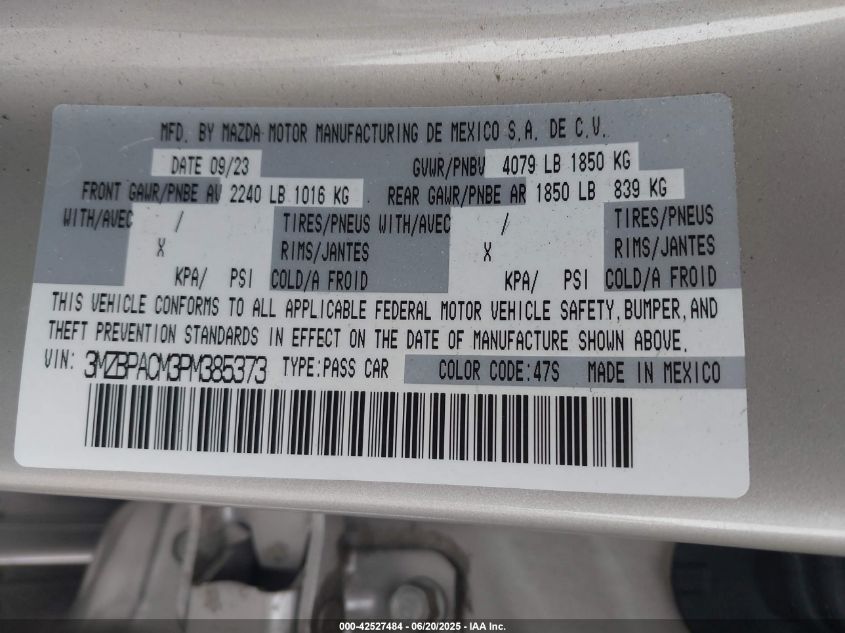 MFD. BY MAZDA MOTOR MANUFACTURING DE MEXICO S.A. DE C.V.
DATE 09/23 GVWR/PNBV 4079 LB 1850 KG
FRONT GAWR/PNBE AV 2240 LB 1016 KG REAR GAWR/PNBE AR 1850 LB 839 KG
WITH/AVEC / TIRES/PNEUS WITH/AVEC / TIRES/PNEUS
X RIMS/JANTES X RIMS/JANTES
KPA/ PSI COLD/A FROID KPA/ PSI COLD/A FROID
THIS VEHICLE CONFORMS TO ALL APPLICABLE FEDERAL MOTOR VEHICLE SAFETY, BUMPER, AND
THEFT PREVENTION STANDARDS IN EFFECT ON THE DATE OF MANUFACTURE SHOWN ABOVE.
VIN: 3MZBPACM3PM385373 TYPE:PASS CAR COLOR CODE:47S MADE IN MEXICO
000-42527484 - 06/20/2025 - IAA Inc.